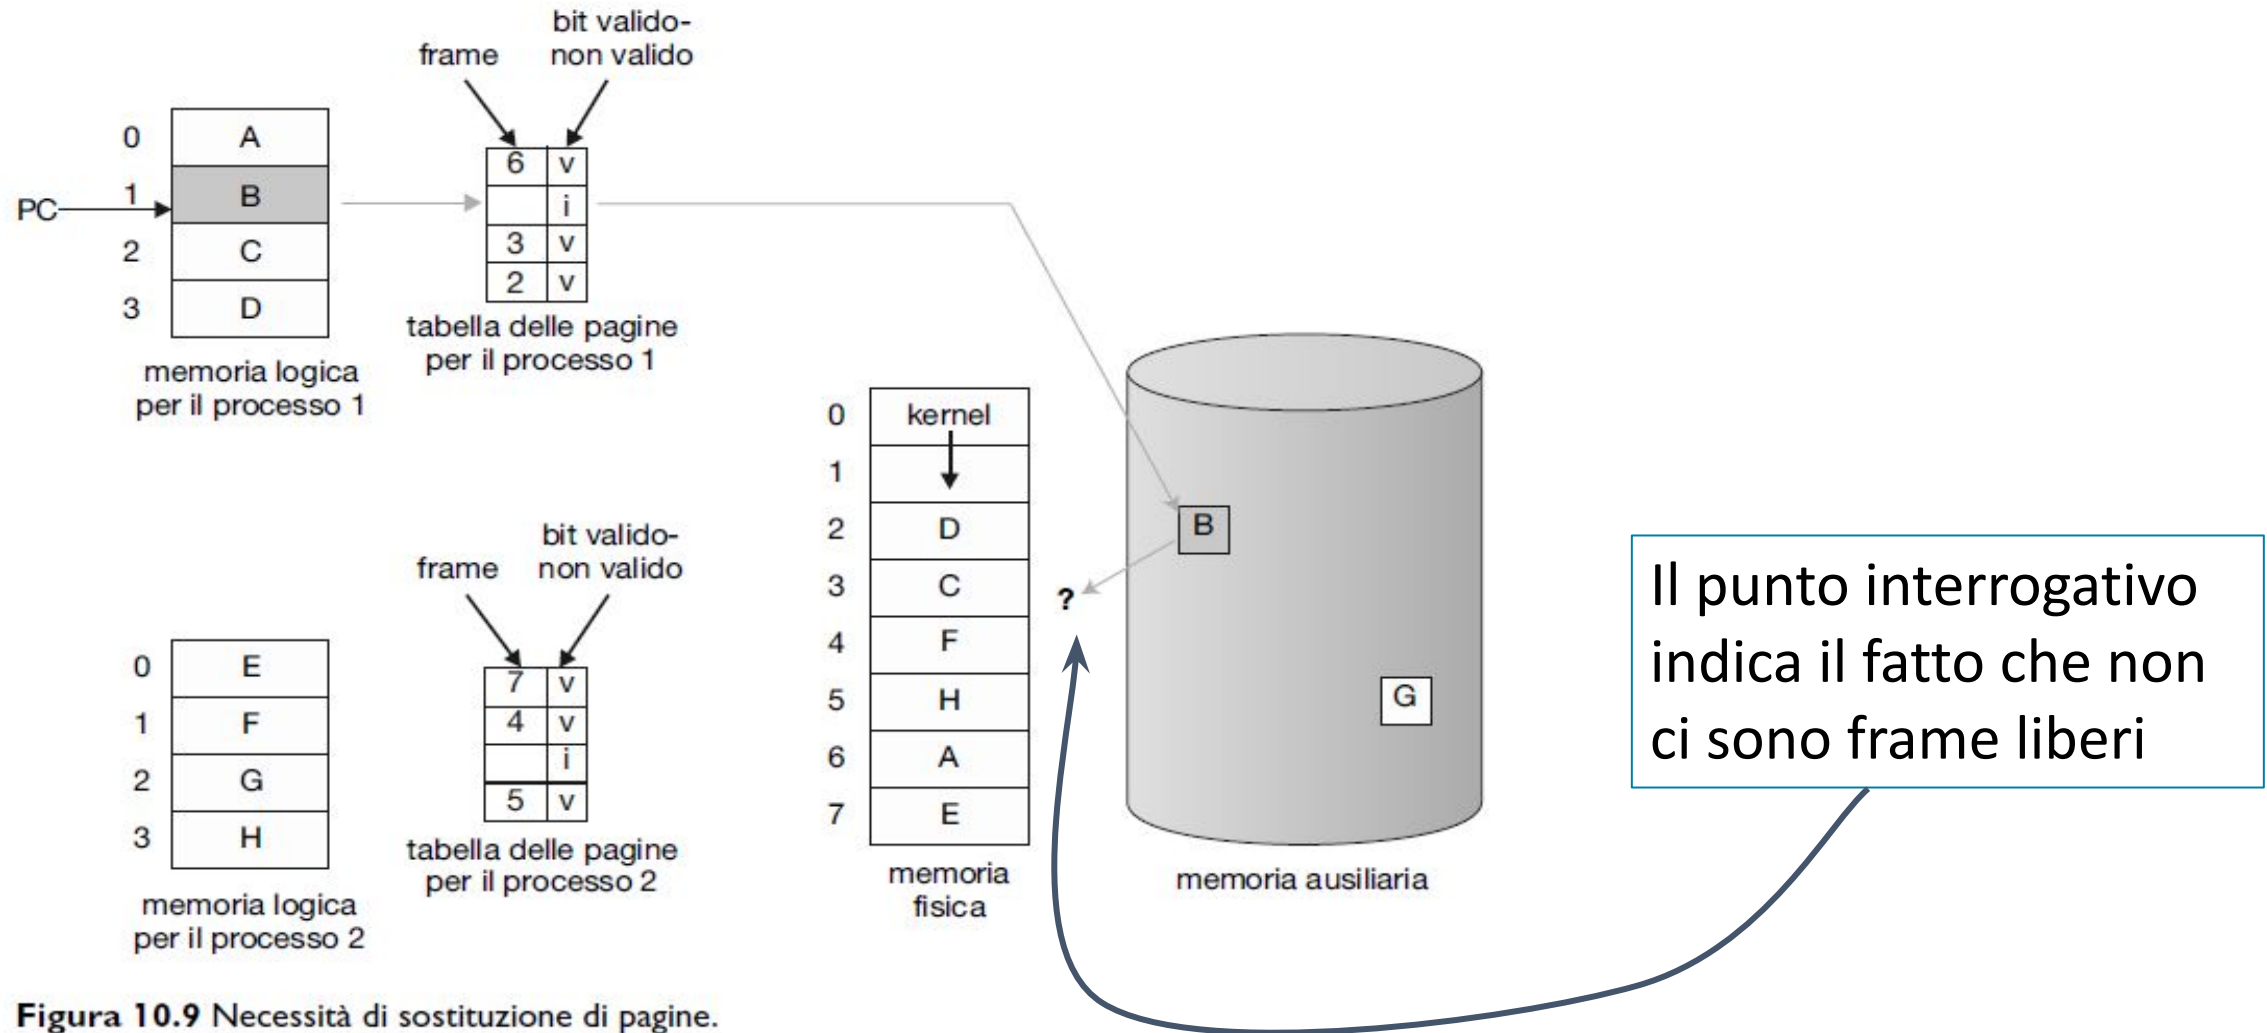 bit valido-
non valido
frame
0 A
1 B
2 C
3 D
PC
memoria logica
per il processo 1
6 v
i
3 v
2 v
tabella delle pagine
per il processo 1
0 kernel
1
2 D
3 C
4 F
5 H
6 A
7 E
memoria
fisica
B
?
G
memoria ausiliaria
Il punto interrogativo
indica il fatto che non
ci sono frame liberi
bit valido-
non valido
frame
0 E
1 F
2 G
3 H
memoria logica
per il processo 2
7 v
4 v
i
5 v
tabella delle pagine
per il processo 2
Figura 10.9 Necessità di sostituzione di pagine.